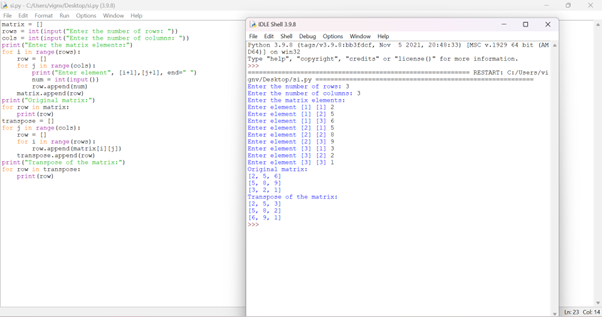 si.py - C:/Users/vigne/Desktop/si.py (3.9.8)
File Edit Format Run Options Window Help
matrix = []
rows = int(input("Enter the number of rows: "))
cols = int(input("Enter the number of columns: "))
print("Enter the matrix elements:")
for i in range(rows):
    row = []
    for j in range(cols):
        print("Enter element", [i+1],[j+1], end=" ")
        num = int(input())
        row.append(num)
    matrix.append(row)
print("Original matrix:")
for row in matrix:
    print(row)
transpose = []
for j in range(cols):
    row = []
    for i in range(rows):
        row.append(matrix[i][j])
    transpose.append(row)
print("Transpose of the matrix:")
for row in transpose:
    print(row)
IDLE Shell 3.9.8
File Edit Shell Debug Options Window Help
Python 3.9.8 (tags/v3.9.8:bb3fdcf, Nov 5 2021, 20:48:33) [MSC v.1929 64 bit (AM
D64)] on win32
Type "help", "copyright", "credits" or "license()" for more information.
>>>
RESTART: C:/Users/vi
gne/Desktop/si.py
Enter the number of rows: 3
Enter the number of columns: 3
Enter the matrix elements:
Enter element [1] [1] 2
Enter element [1] [2] 5
Enter element [1] [3] 6
Enter element [2] [1] 5
Enter element [2] [2] 8
Enter element [2] [3] 9
Enter element [3] [1] 3
Enter element [3] [2] 2
Enter element [3] [3] 1
Original matrix:
[2, 5, 6]
[5, 8, 9]
[3, 2, 1]
Transpose of the matrix:
[2, 5, 3]
[5, 8, 2]
[6, 9, 1]
>>>
Ln: 23 Col: 14